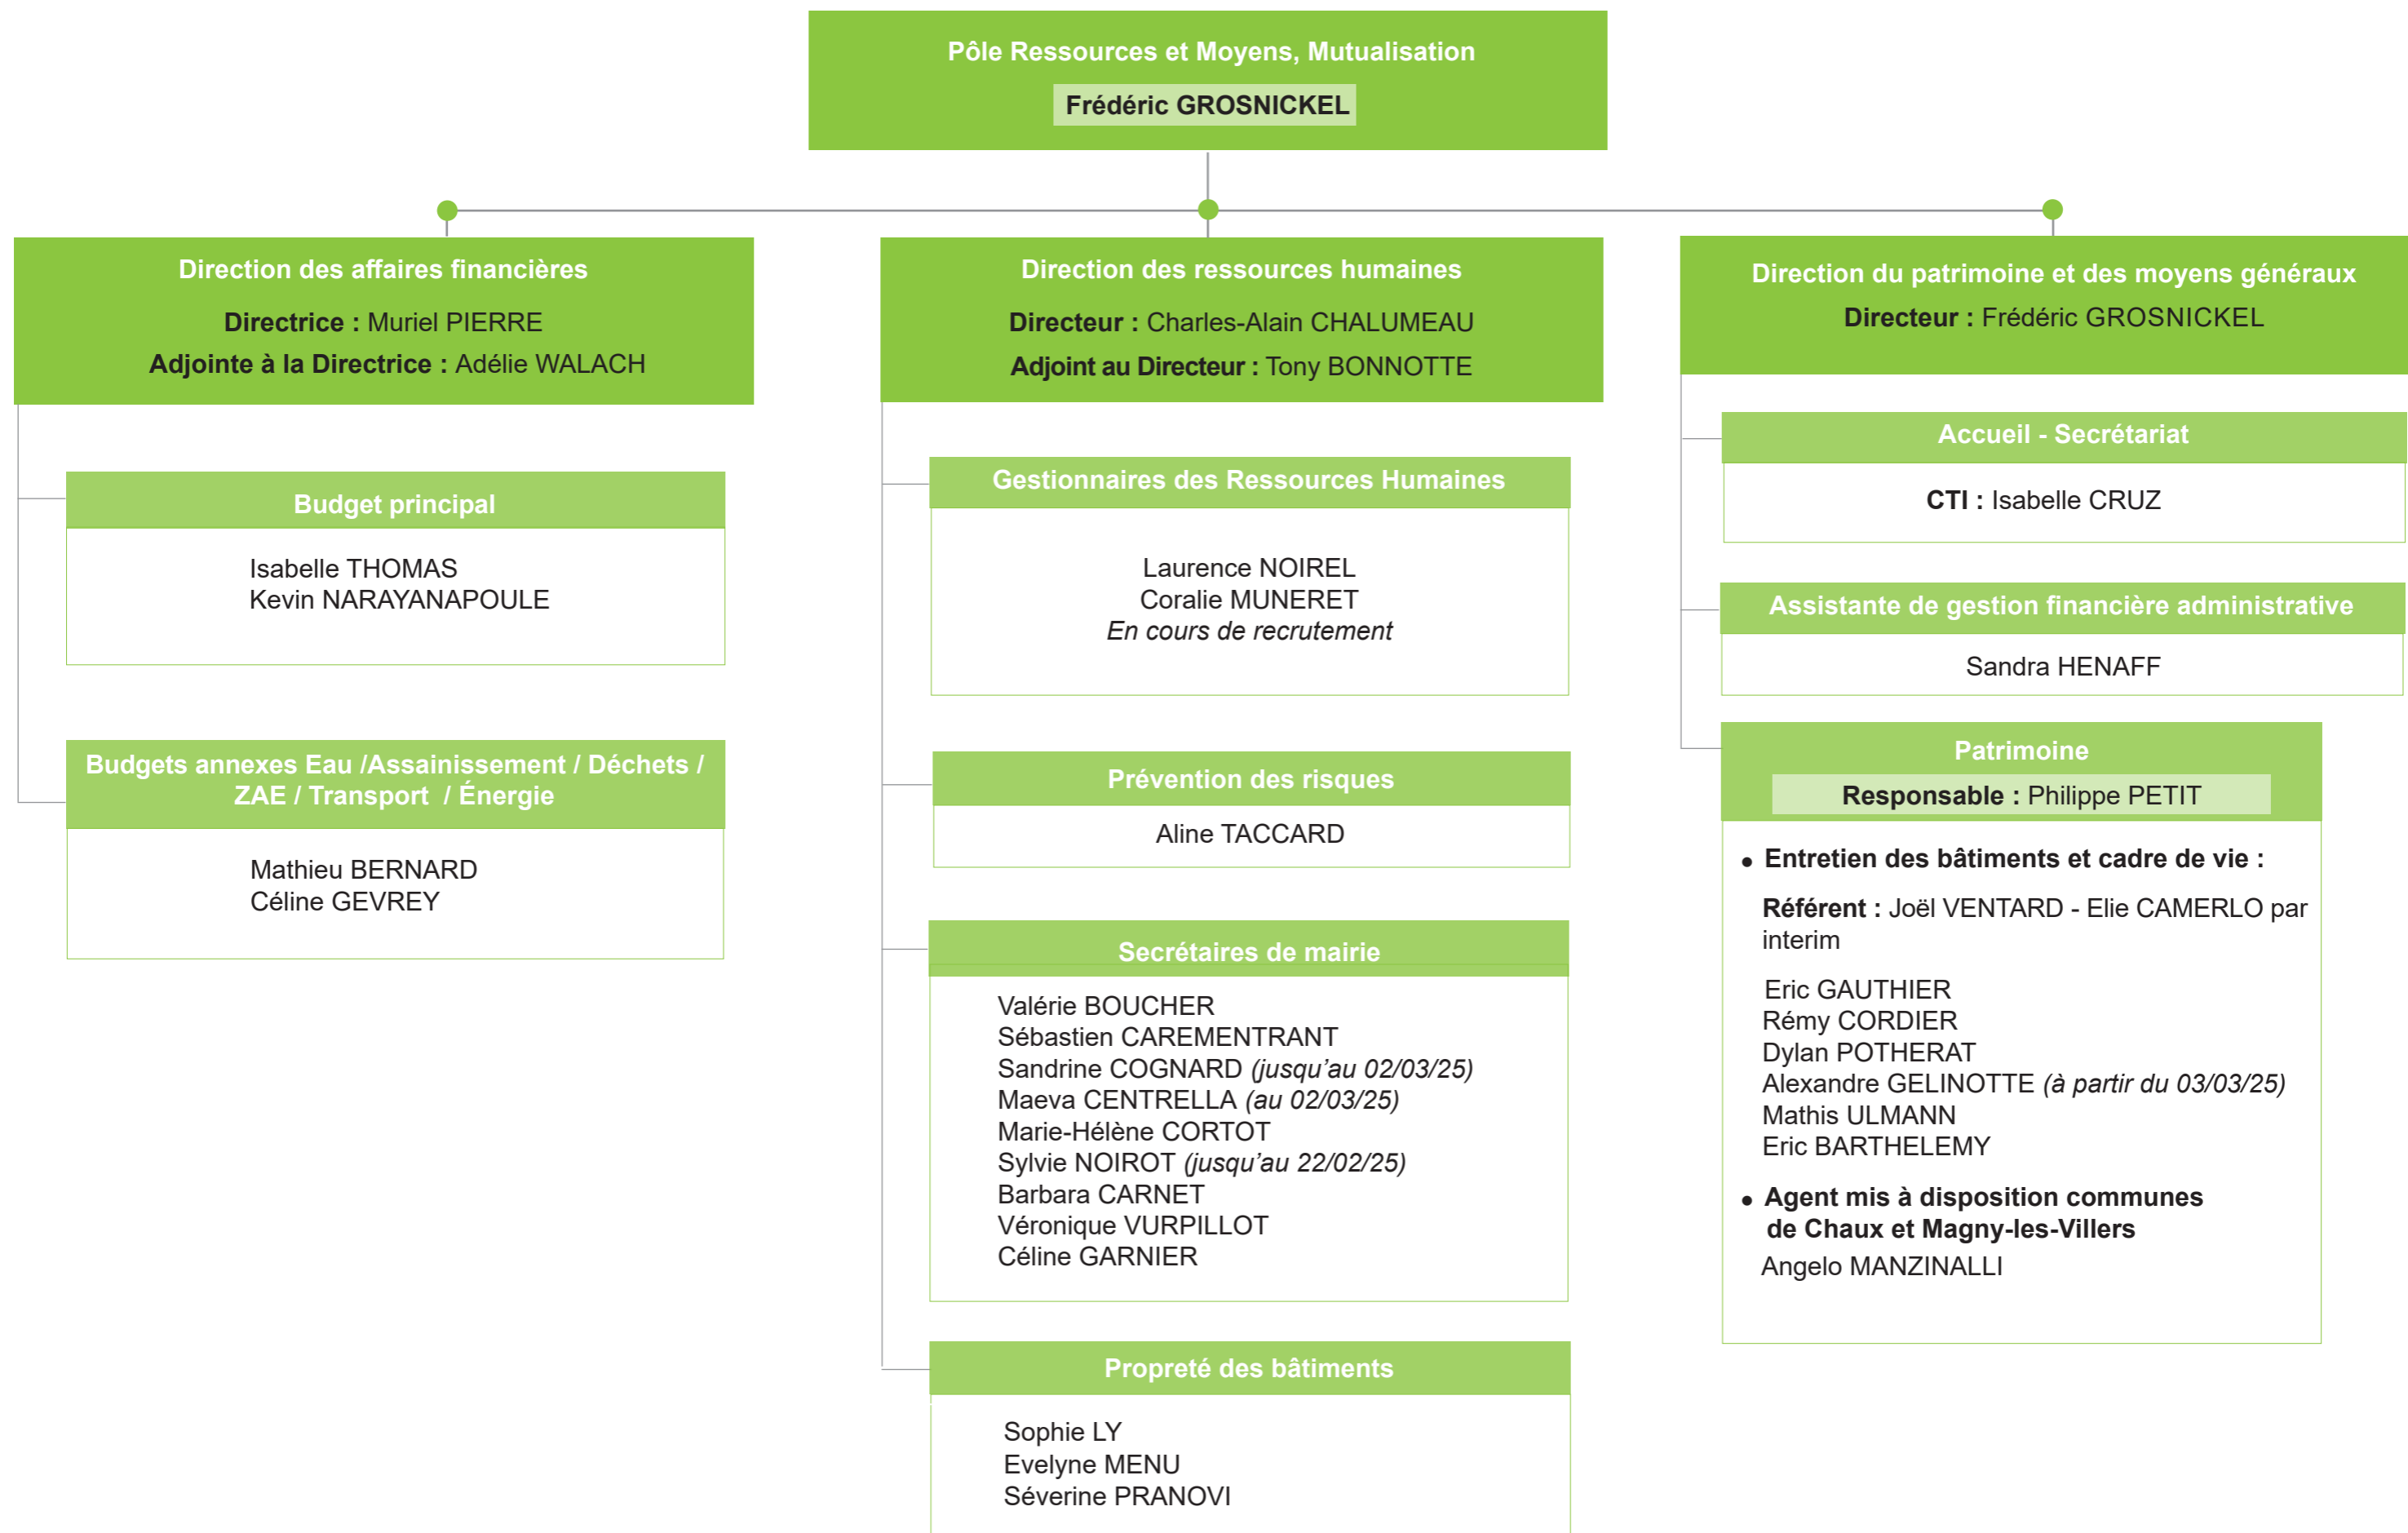 Pôle Ressources et Moyens, Mutualisation
Frédéric GROSNICKEL
Direction des affaires financières
Directrice : Muriel PIERRE
Adjointe à la Directrice : Adélie WALACH
Budget principal
Isabelle THOMAS
Kevin NARAYANAPOULE
Budgets annexes Eau /Assainissement / Déchets /
ZAE / Transport / Énergie
Mathieu BERNARD
Céline GEVREY
Direction des ressources humaines
Directeur : Charles-Alain CHALUMEAU
Adjoint au Directeur : Tony BONNOTTE
Gestionnaires des Ressources Humaines
Laurence NOIREL
Coralie MUNERET
En cours de recrutement
Prévention des risques
Aline TACCARD
Secrétaires de mairie
Valérie BOUCHER
Sébastien CAREMENTRANT
Sandrine COGNARD (jusqu’au 02/03/25)
Maeva CENTRELLA (au 02/03/25)
Marie-Hélène CORTOT
Sylvie NOIROT (jusqu’au 22/02/25)
Barbara CARNET
Véronique VURPILLOT
Céline GARNIER
Propreté des bâtiments
Sophie LY
Evelyne MENU
Séverine PRANOVI
Direction du patrimoine et des moyens généraux
Directeur : Frédéric GROSNICKEL
Accueil - Secrétariat
CTI : Isabelle CRUZ
Assistante de gestion financière administrative
Sandra HENAFF
Patrimoine
Responsable : Philippe PETIT
• Entretien des bâtiments et cadre de vie :
Référent : Joël VENTARD - Elie CAMERLO par
interim
Eric GAUTHIER
Rémy CORDIER
Dylan POTHERAT
Alexandre GELINOTTE (à partir du 03/03/25)
Mathis ULMANN
Eric BARTHELEMY
• Agent mis à disposition communes
de Chaux et Magny-les-Villers
Angelo MANZINALLI